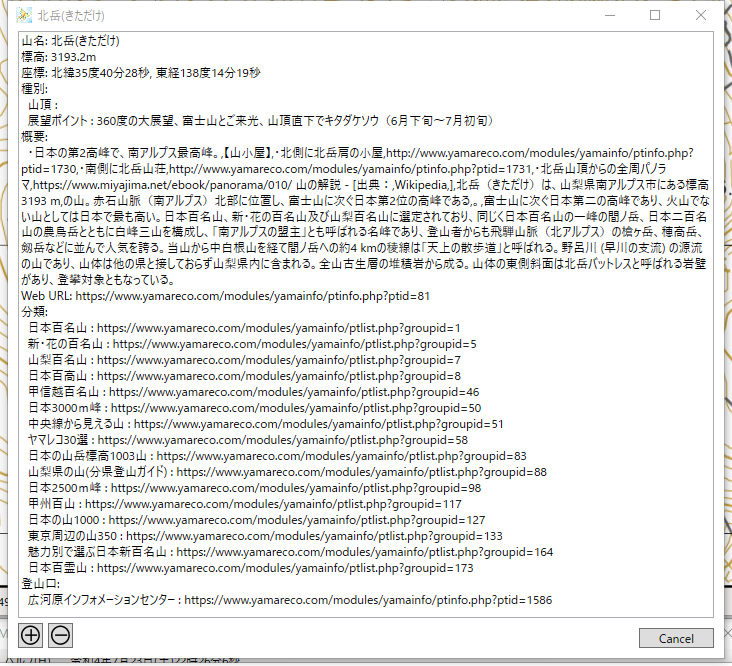 北岳(きただけ)
山名: 北岳(きただけ)
標高: 3193.2m
座標: 北緯35度40分28秒, 東経138度14分19秒
種別:
山頂 :
展望ポイント : 360度の大展望、富士山とご来光、山頂直下でキタダケソウ（6月下旬～7月初旬）
概要:
・日本の第2高峰で、南アルプス最高峰。,【山小屋】,・北側に北岳肩の小屋,http://www.yamareco.com/modules/yamainfo/ptinfo.php?
ptid=1730,・南側に北岳山荘,http://www.yamareco.com/modules/yamainfo/ptinfo.php?ptid=1731,・北岳山頂からの全周パノラ
マ,https://www.miyajima.net/ebook/panorama/010/ 山の解説 - [出典：,Wikipedia,],北岳（きただけ）は、山梨県南アルプス市にある標高
3193 m,の山。赤石山脈（南アルプス）北部に位置し、富士山に次ぐ日本第2位の高峰である,。,富士山に次ぐ日本第二の高峰であり、火山でな
い山としては日本で最も高い。日本百名山、新・花の百名山及び山梨百名山に選定されており、同じく日本百名山の一峰の間ノ岳、日本二百名
山の農鳥岳とともに白峰三山を構成し、「南アルプスの盟主」とも呼ばれる名峰であり、登山者からも飛騨山脈（北アルプス）の槍ヶ岳、穂高岳、
剱岳などに並んで人気を誇る。当山から中白根山を経て間ノ岳への約4 kmの稜線は「天上の散歩道」と呼ばれる。野呂川 (早川の支流) の源流
の山であり、山体は他の県と接しておらず山梨県内に含まれる。全山古生層の堆積岩から成る。山体の東側斜面は北岳バットレスと呼ばれる岩壁
があり、登攀対象ともなっている。
Web URL: https://www.yamareco.com/modules/yamainfo/ptinfo.php?ptid=81
分類:
日本百名山 : https://www.yamareco.com/modules/yamainfo/ptlist.php?groupid=1
新・花の百名山 : https://www.yamareco.com/modules/yamainfo/ptlist.php?groupid=5
山梨百名山 : https://www.yamareco.com/modules/yamainfo/ptlist.php?groupid=7
日本百高山 : https://www.yamareco.com/modules/yamainfo/ptlist.php?groupid=8
甲信越百名山 : https://www.yamareco.com/modules/yamainfo/ptlist.php?groupid=46
日本3000m峰 : https://www.yamareco.com/modules/yamainfo/ptlist.php?groupid=50
中央線から見える山 : https://www.yamareco.com/modules/yamainfo/ptlist.php?groupid=51
ヤマレコ30選 : https://www.yamareco.com/modules/yamainfo/ptlist.php?groupid=58
日本の山岳標高1003山 : https://www.yamareco.com/modules/yamainfo/ptlist.php?groupid=83
山梨県の山(分県登山ガイド) : https://www.yamareco.com/modules/yamainfo/ptlist.php?groupid=88
日本2500m峰 : https://www.yamareco.com/modules/yamainfo/ptlist.php?groupid=98
甲州百山 : https://www.yamareco.com/modules/yamainfo/ptlist.php?groupid=117
日本の山1000 : https://www.yamareco.com/modules/yamainfo/ptlist.php?groupid=127
東京周辺の山350 : https://www.yamareco.com/modules/yamainfo/ptlist.php?groupid=133
魅力別で選ぶ日本新百名山 : https://www.yamareco.com/modules/yamainfo/ptlist.php?groupid=164
日本百霊山 : https://www.yamareco.com/modules/yamainfo/ptlist.php?groupid=173
登山口:
広河原インフォメーションセンター : https://www.yamareco.com/modules/yamainfo/ptinfo.php?ptid=1586
Cancel